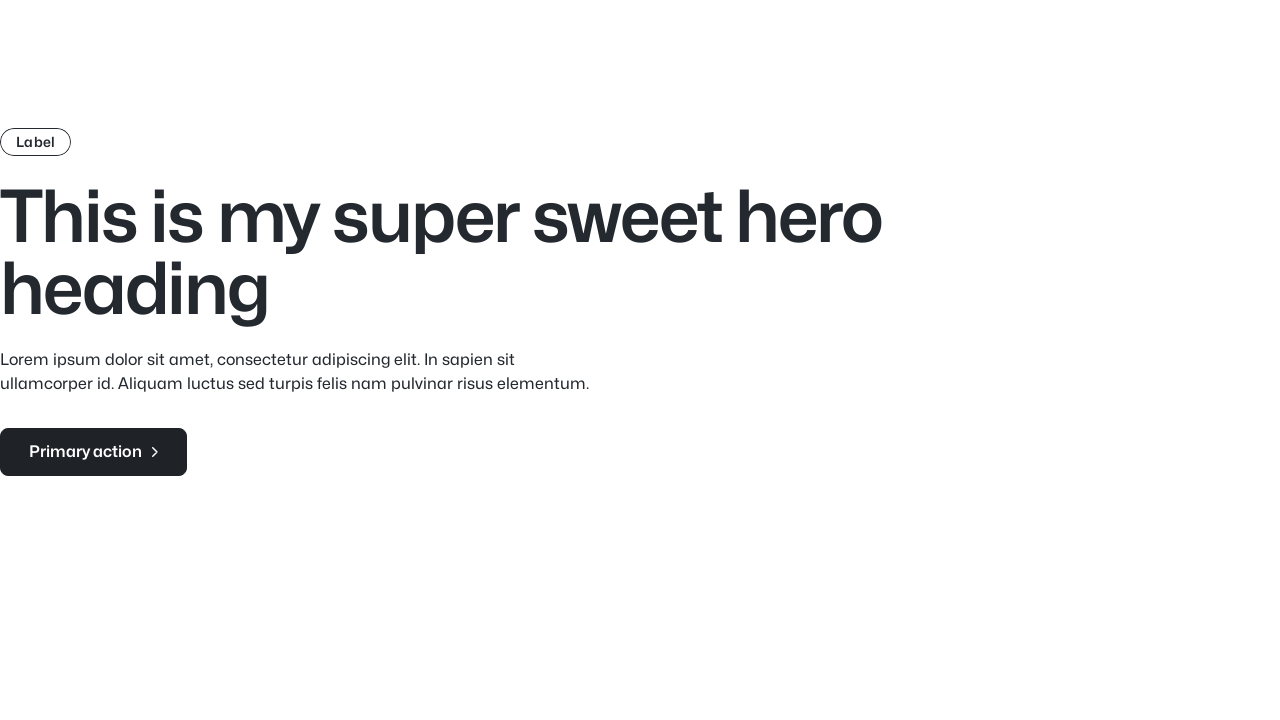 Label
This is my super sweet hero
heading
Lorem ipsum dolor sit amet, consectetur adipiscing elit. In sapien sit
ullamcorper id. Aliquam luctus sed turpis felis nam pulvinar risus elementum.
Primary action